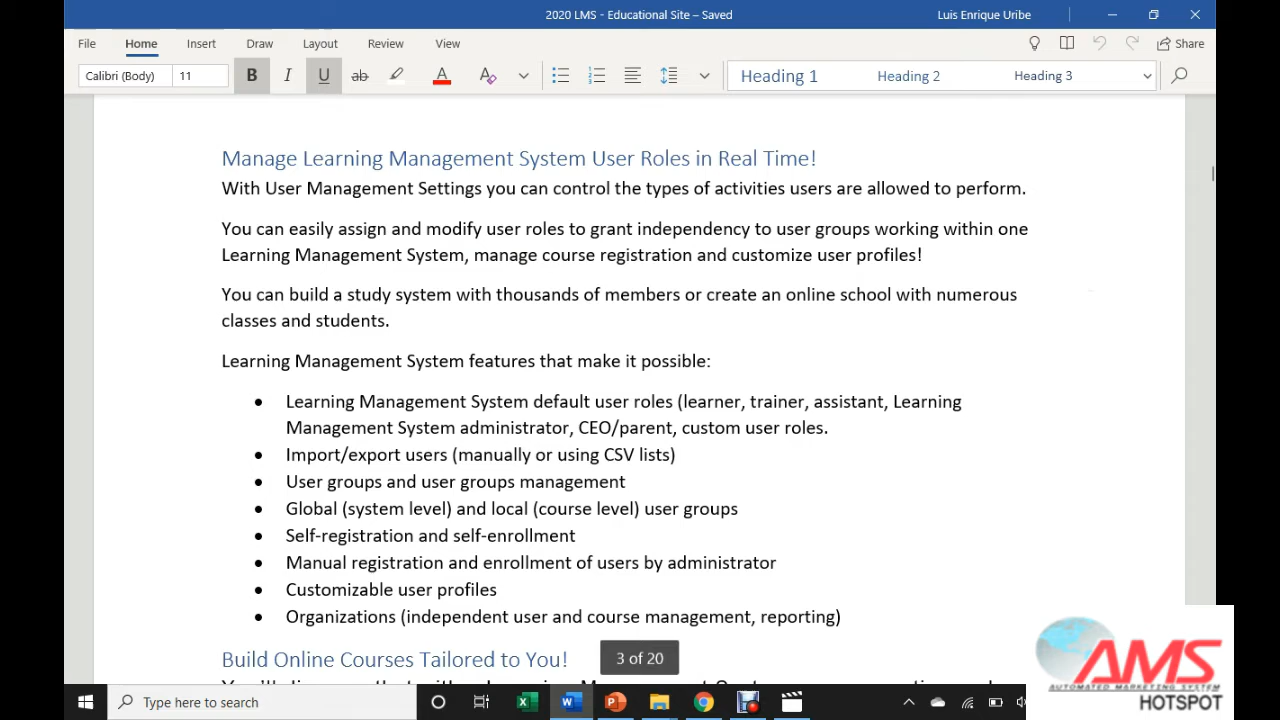 2020 LMS - Educational Site – Saved
Luis Enrique Uribe
File Home Insert Draw Layout Review View
Share
Calibri (Body) 11 B I U ab A A
Heading 1 Heading 2 Heading 3
Manage Learning Management System User Roles in Real Time!
With User Management Settings you can control the types of activities users are allowed to perform.
You can easily assign and modify user roles to grant independency to user groups working within one
Learning Management System, manage course registration and customize user profiles!
You can build a study system with thousands of members or create an online school with numerous
classes and students.
Learning Management System features that make it possible:
• Learning Management System default user roles (learner, trainer, assistant, Learning
Management System administrator, CEO/parent, custom user roles.
• Import/export users (manually or using CSV lists)
• User groups and user groups management
• Global (system level) and local (course level) user groups
• Self-registration and self-enrollment
• Manual registration and enrollment of users by administrator
• Customizable user profiles
• Organizations (independent user and course management, reporting)
Build Online Courses Tailored to You!
3 of 20
Type here to search
AMS
AUTOMATED MARKETING SYSTEM
HOTSPOT